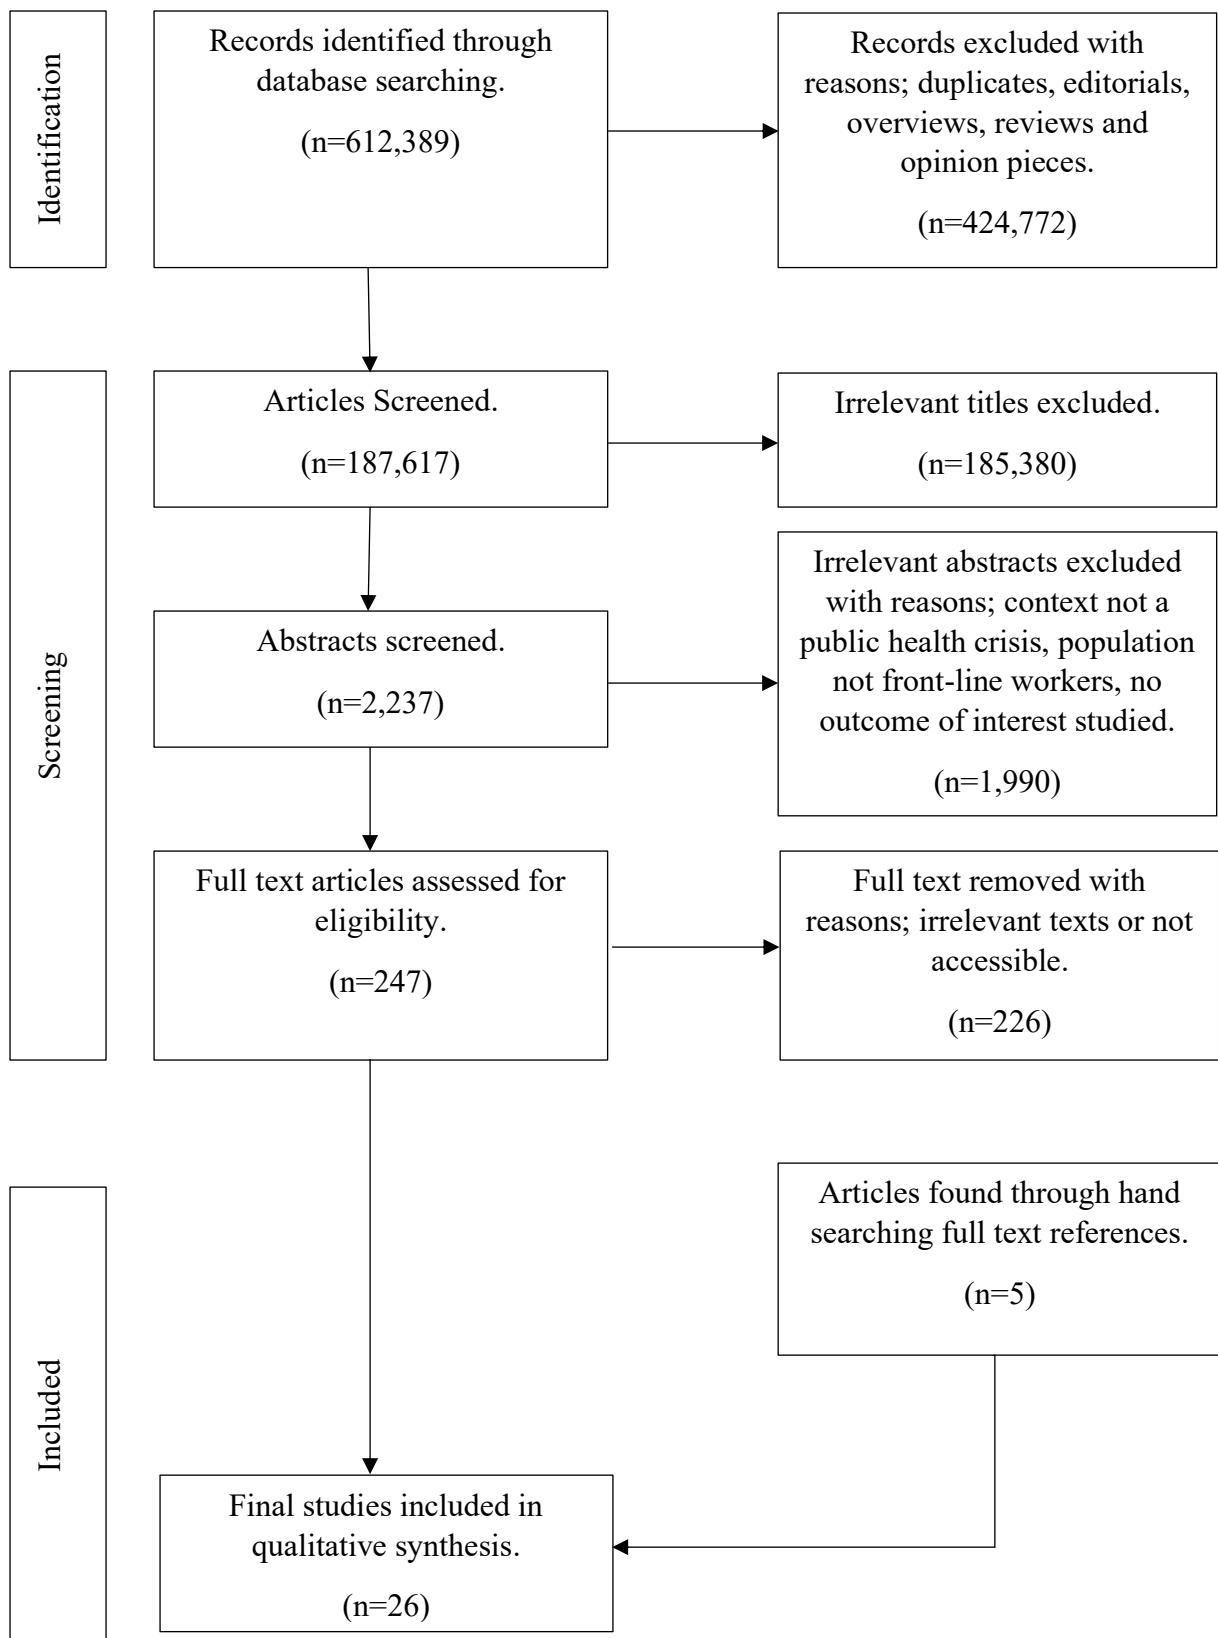 Identification
Records identified through
database searching.
(n=612,389)
Records excluded with
reasons; duplicates, editorials,
overviews, reviews and
opinion pieces.
(n=424,772)
Screening
Articles Screened.
(n=187,617)
Irrelevant titles excluded.
(n=185,380)
Abstracts screened.
(n=2,237)
Irrelevant abstracts excluded
with reasons; context not a
public health crisis, population
not front-line workers, no
outcome of interest studied.
(n=1,990)
Full text articles assessed for
eligibility.
(n=247)
Full text removed with
reasons; irrelevant texts or not
accessible.
(n=226)
Included
Articles found through hand
searching full text references.
(n=5)
Final studies included in
qualitative synthesis.
(n=26)